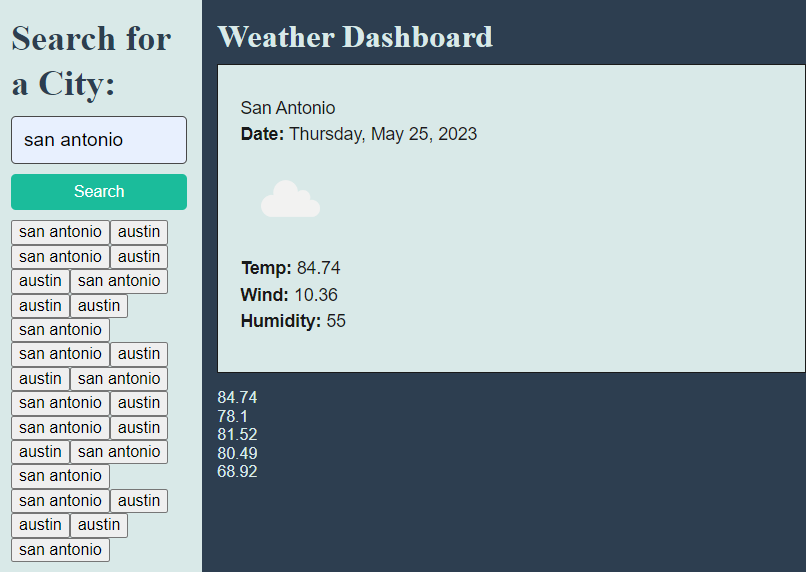 Search for
a City:
san antonio
Search
san antonio austin
san antonio austin
austin san antonio
austin austin
san antonio
san antonio austin
austin san antonio
san antonio austin
san antonio austin
austin san antonio
san antonio
san antonio austin
austin austin
san antonio
Weather Dashboard
San Antonio
Date: Thursday, May 25, 2023
Temp: 84.74
Wind: 10.36
Humidity: 55
84.74
78.1
81.52
80.49
68.92